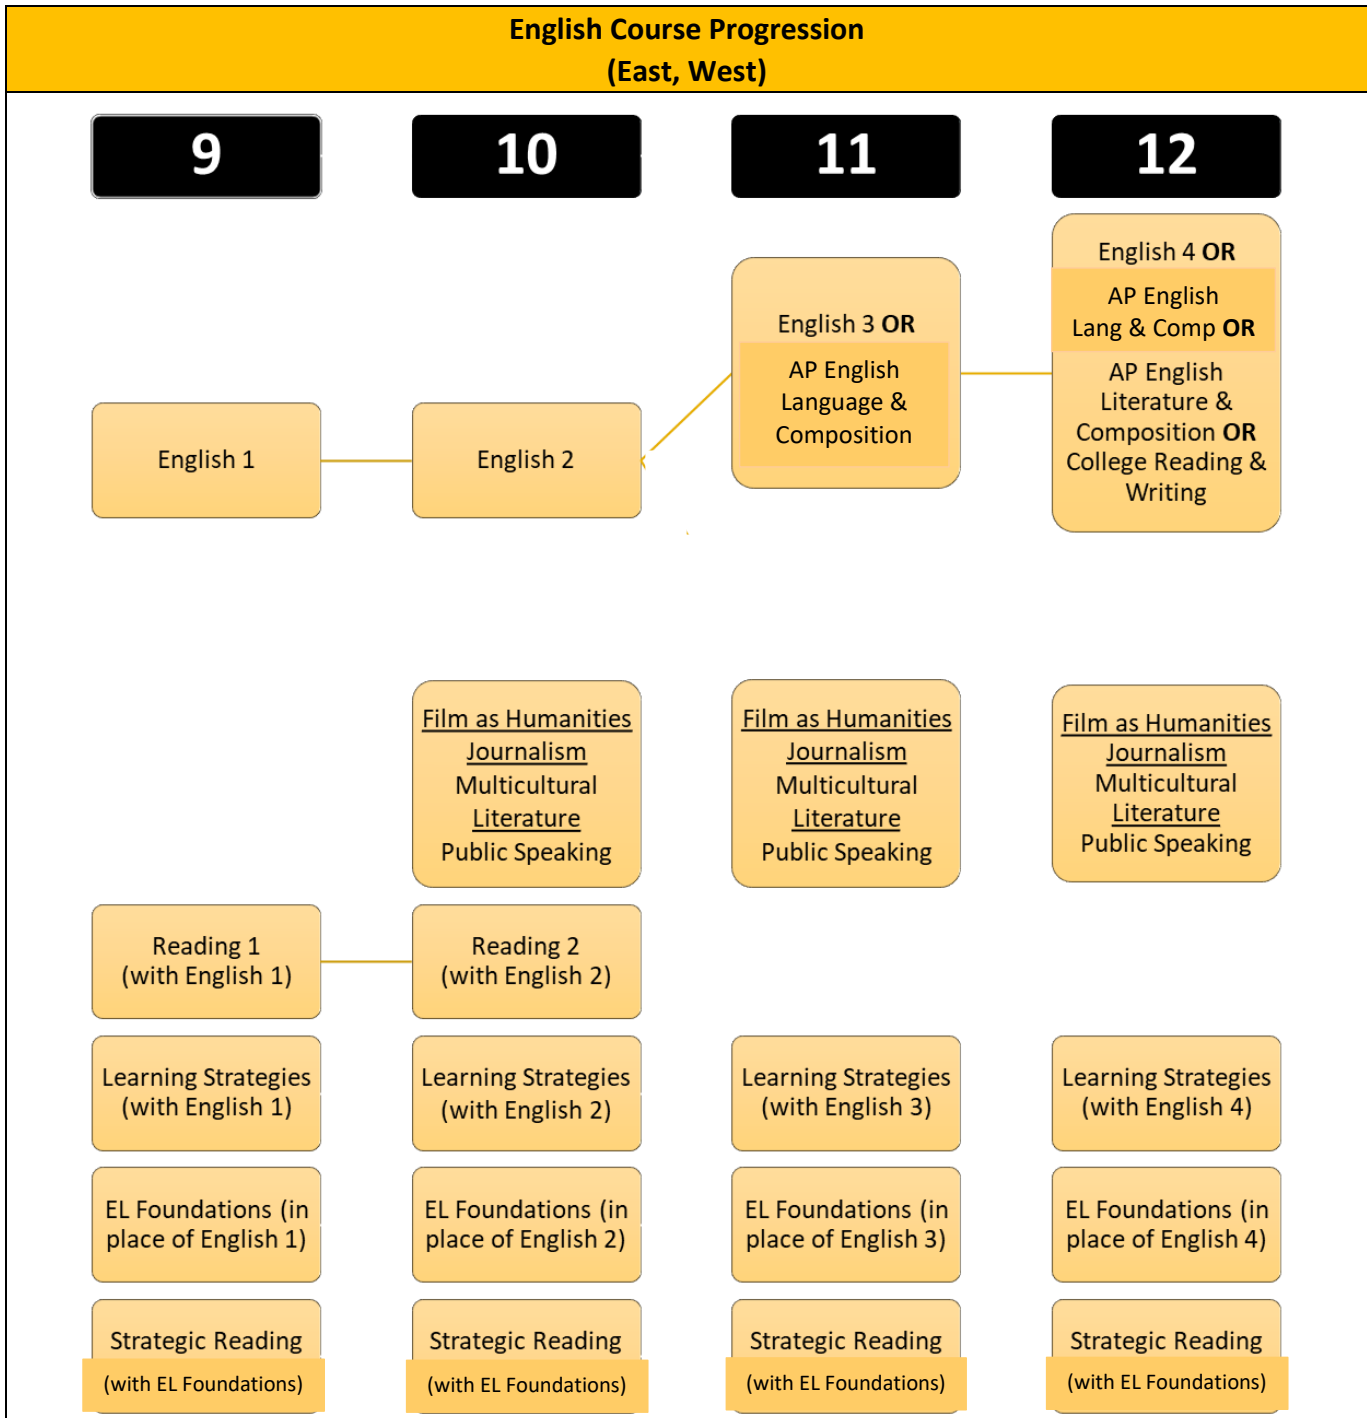 English Course Progression
(East, West)
9
10
11
12
English 1
English 2
English 3 OR
AP English
Language &
Composition
English 4 OR
AP English
Lang & Comp OR
AP English
Literature &
Composition OR
College Reading &
Writing
Film as Humanities
Journalism
Multicultural
Literature
Public Speaking
Film as Humanities
Journalism
Multicultural
Literature
Public Speaking
Film as Humanities
Journalism
Multicultural
Literature
Public Speaking
Reading 1
(with English 1)
Reading 2
(with English 2)
Learning Strategies
(with English 1)
Learning Strategies
(with English 2)
Learning Strategies
(with English 3)
Learning Strategies
(with English 4)
EL Foundations (in
place of English 1)
EL Foundations (in
place of English 2)
EL Foundations (in
place of English 3)
EL Foundations (in
place of English 4)
Strategic Reading
(with EL Foundations)
Strategic Reading
(with EL Foundations)
Strategic Reading
(with EL Foundations)
Strategic Reading
(with EL Foundations)